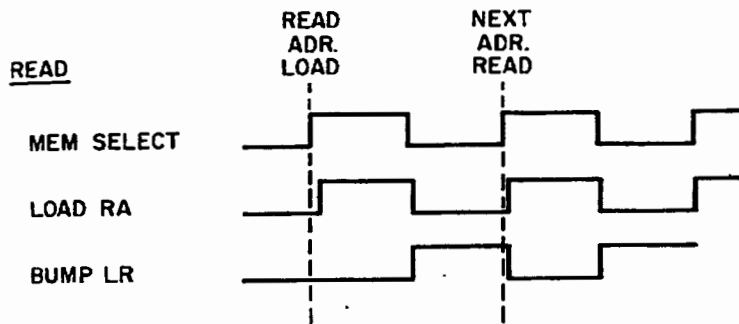 READ
ADR.
LOAD
NEXT
ADR.
READ
READ
MEM SELECT
LOAD RA
BUMP LR